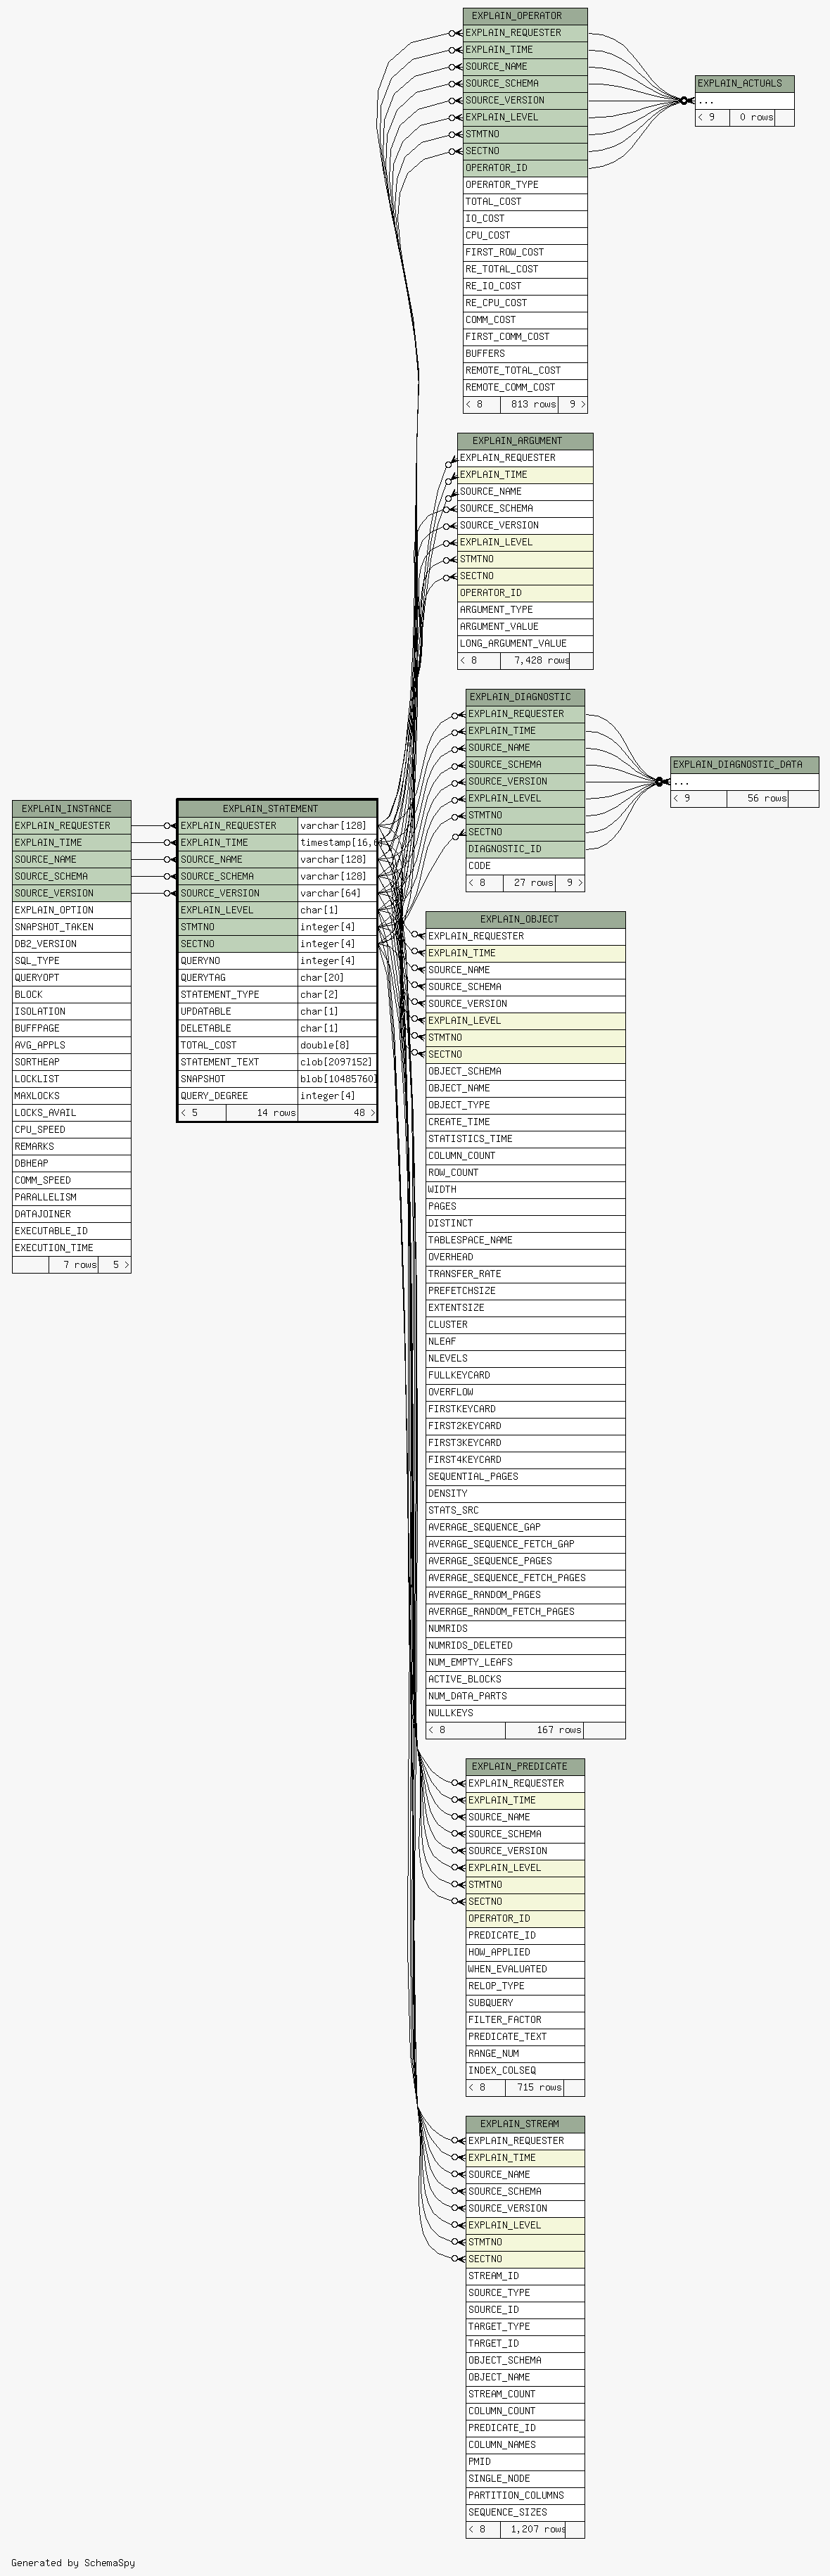 EXPLAIN_OPERATOR
EXPLAIN_REQUESTER
EXPLAIN_TIME
SOURCE_NAME
SOURCE_SCHEMA
SOURCE_VERSION
EXPLAIN_LEVEL
STMTNO
SECTNO
OPERATOR_ID
OPERATOR_TYPE
TOTAL_COST
IO_COST
CPU_COST
FIRST_ROW_COST
RE_TOTAL_COST
RE_IO_COST
RE_CPU_COST
COMM_COST
FIRST_COMM_COST
BUFFERS
REMOTE_TOTAL_COST
REMOTE_COMM_COST
< 8 813 rows 9 >
EXPLAIN_ACTUALS
...
< 9 0 rows
EXPLAIN_ARGUMENT
EXPLAIN_REQUESTER
EXPLAIN_TIME
SOURCE_NAME
SOURCE_SCHEMA
SOURCE_VERSION
EXPLAIN_LEVEL
STMTNO
SECTNO
OPERATOR_ID
ARGUMENT_TYPE
ARGUMENT_VALUE
LONG_ARGUMENT_VALUE
< 8 7,428 rows
EXPLAIN_DIAGNOSTIC
EXPLAIN_REQUESTER
EXPLAIN_TIME
SOURCE_NAME
SOURCE_SCHEMA
SOURCE_VERSION
EXPLAIN_LEVEL
STMTNO
SECTNO
DIAGNOSTIC_ID
CODE
< 8 27 rows 9 >
EXPLAIN_DIAGNOSTIC_DATA
...
< 9 56 rows
EXPLAIN_INSTANCE
EXPLAIN_REQUESTER
EXPLAIN_TIME
SOURCE_NAME
SOURCE_SCHEMA
SOURCE_VERSION
EXPLAIN_OPTION
SNAPSHOT_TAKEN
DB2_VERSION
SQL_TYPE
QUERYOPT
BLOCK
ISOLATION
BUFFPAGE
AVG_APPLS
SORTHEAP
LOCKLIST
MAXLOCKS
LOCKS_AVAIL
CPU_SPEED
REMARKS
DBHEAP
COMM_SPEED
PARALLELISM
DATAJOINER
EXECUTABLE_ID
EXECUTION_TIME
7 rows 5 >
EXPLAIN_STATEMENT
EXPLAIN_REQUESTER varchar[128]
EXPLAIN_TIME timestamp[16,6]
SOURCE_NAME varchar[128]
SOURCE_SCHEMA varchar[128]
SOURCE_VERSION varchar[64]
EXPLAIN_LEVEL char[1]
STMTNO integer[4]
SECTNO integer[4]
QUERYNO integer[4]
QUERYTAG char[20]
STATEMENT_TYPE char[2]
UPDATABLE char[1]
DELETABLE char[1]
TOTAL_COST double[8]
STATEMENT_TEXT clob[2097152]
SNAPSHOT blob[10485760]
QUERY_DEGREE integer[4]
< 5 14 rows 48 >
EXPLAIN_OBJECT
EXPLAIN_REQUESTER
EXPLAIN_TIME
SOURCE_NAME
SOURCE_SCHEMA
SOURCE_VERSION
EXPLAIN_LEVEL
STMTNO
SECTNO
OBJECT_SCHEMA
OBJECT_NAME
OBJECT_TYPE
CREATE_TIME
STATISTICS_TIME
COLUMN_COUNT
ROW_COUNT
WIDTH
PAGES
DISTINCT
TABLESPACE_NAME
OVERHEAD
TRANSFER_RATE
PREFETCHSIZE
EXTENTSIZE
CLUSTER
NLEAF
NLEVELS
FULLKEYCARD
OVERFLOW
FIRSTKEYCARD
FIRST2KEYCARD
FIRST3KEYCARD
FIRST4KEYCARD
SEQUENTIAL_PAGES
DENSITY
STATS_SRC
AVERAGE_SEQUENCE_GAP
AVERAGE_SEQUENCE_FETCH_GAP
AVERAGE_SEQUENCE_PAGES
AVERAGE_SEQUENCE_FETCH_PAGES
AVERAGE_RANDOM_PAGES
AVERAGE_RANDOM_FETCH_PAGES
NUMRIDS
NUMRIDS_DELETED
NUM_EMPTY_LEAFS
ACTIVE_BLOCKS
NUM_DATA_PARTS
NULLKEYS
< 8 167 rows
EXPLAIN_PREDICATE
EXPLAIN_REQUESTER
EXPLAIN_TIME
SOURCE_NAME
SOURCE_SCHEMA
SOURCE_VERSION
EXPLAIN_LEVEL
STMTNO
SECTNO
OPERATOR_ID
PREDICATE_ID
HOW_APPLIED
WHEN_EVALUATED
RELOP_TYPE
SUBQUERY
FILTER_FACTOR
PREDICATE_TEXT
RANGE_NUM
INDEX_COLSEQ
< 8 715 rows
EXPLAIN_STREAM
EXPLAIN_REQUESTER
EXPLAIN_TIME
SOURCE_NAME
SOURCE_SCHEMA
SOURCE_VERSION
EXPLAIN_LEVEL
STMTNO
SECTNO
STREAM_ID
SOURCE_TYPE
SOURCE_ID
TARGET_TYPE
TARGET_ID
OBJECT_SCHEMA
OBJECT_NAME
STREAM_COUNT
COLUMN_COUNT
PREDICATE_ID
COLUMN_NAMES
PMID
SINGLE_NODE
PARTITION_COLUMNS
SEQUENCE_SIZES
< 8 1,207 rows
Generated by SchemaSpy